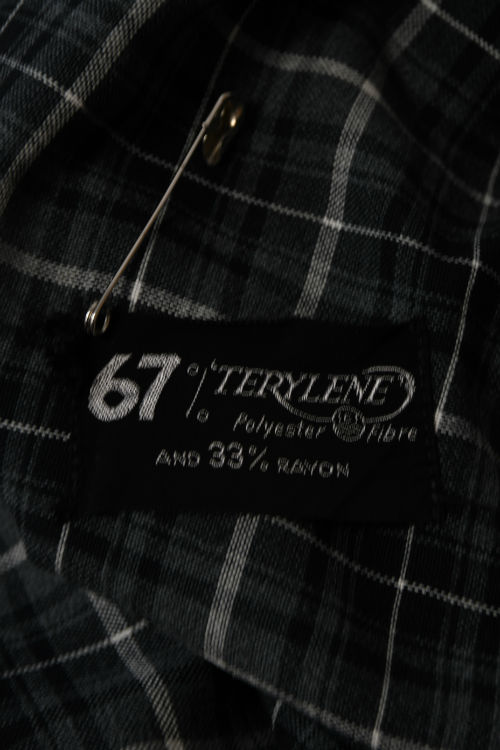 67% 'TERYLENE'
Polyester Fibre
AND 33% RAYON